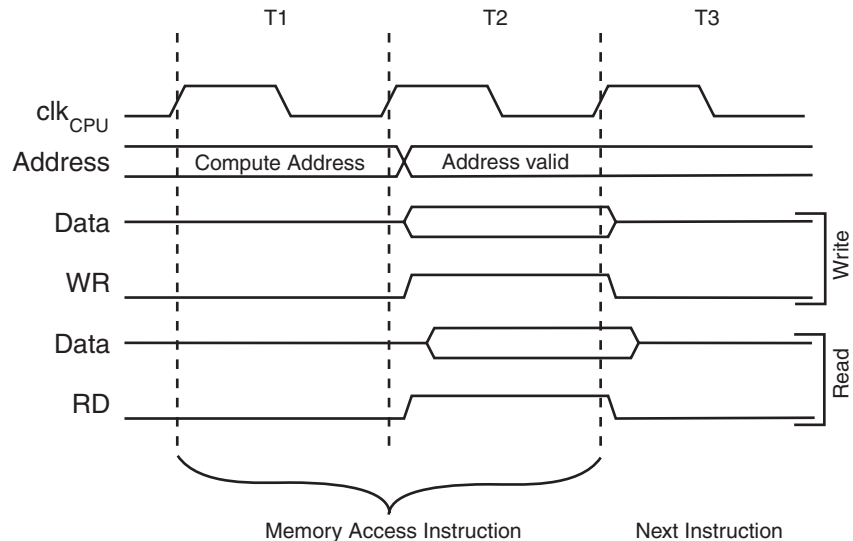 T1 T2 T3
clkCPU
Address Compute Address Address valid
Data
WR
Write
Data
RD
Read
Memory Access Instruction Next Instruction